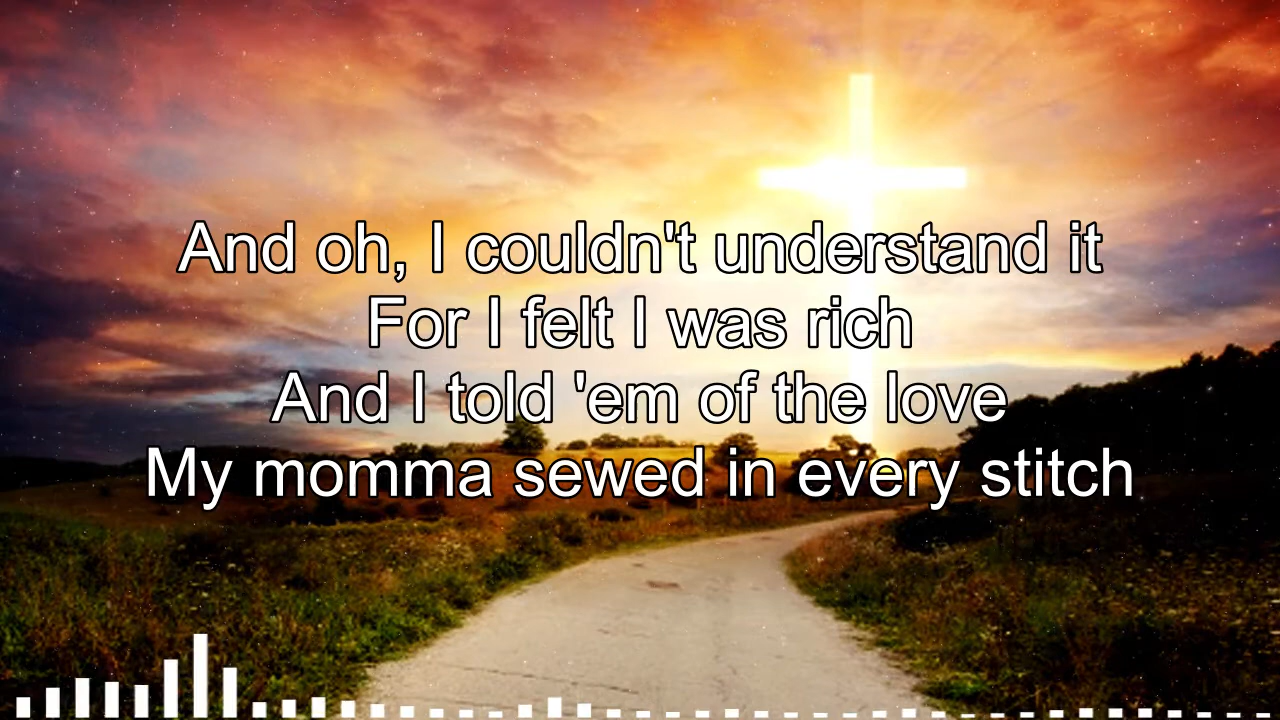 And oh, I couldn't understand it
For I felt I was rich
And I told 'em of the love
My momma sewed in every stitch